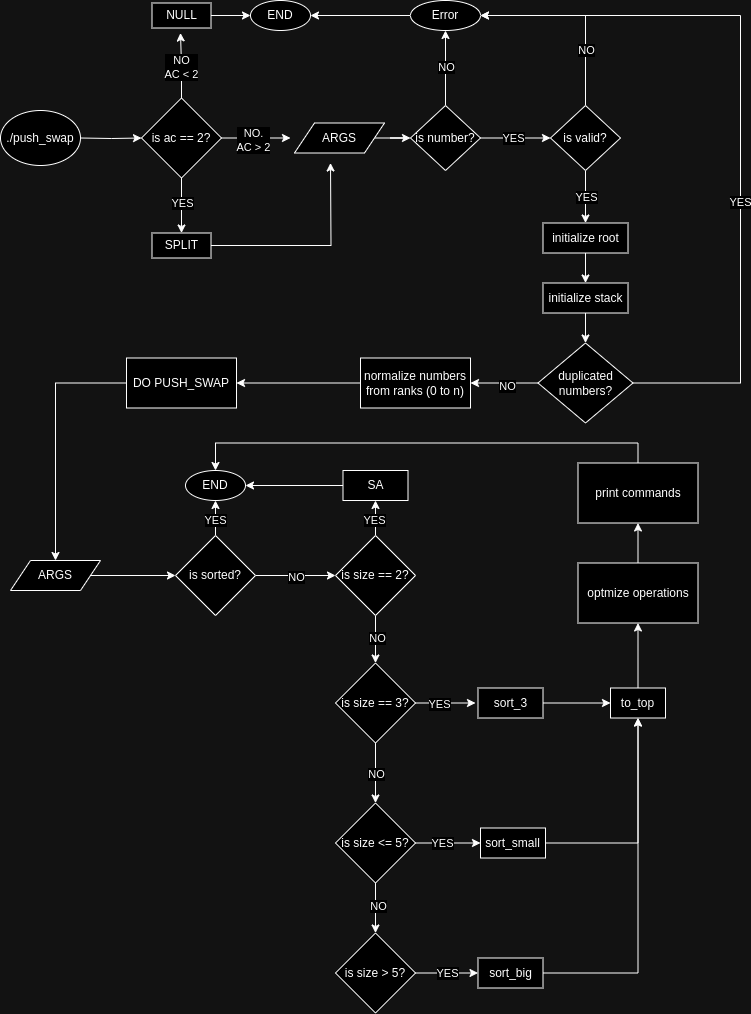 NULL
END
Error
NO
AC < 2
NO
NO
./push_swap
is ac == 2?
NO.
AC > 2
ARGS
is number?
YES
is valid?
YES
YES
YES
SPLIT
initialize root
initialize stack
DO PUSH_SWAP
normalize numbers
from ranks (0 to n)
NO
duplicated
numbers?
END
SA
print commands
YES
YES
ARGS
is sorted?
NO
is size == 2?
optmize operations
NO
is size == 3?
YES
sort_3
to_top
NO
is size <= 5?
YES
sort_small
NO
is size > 5?
YES
sort_big